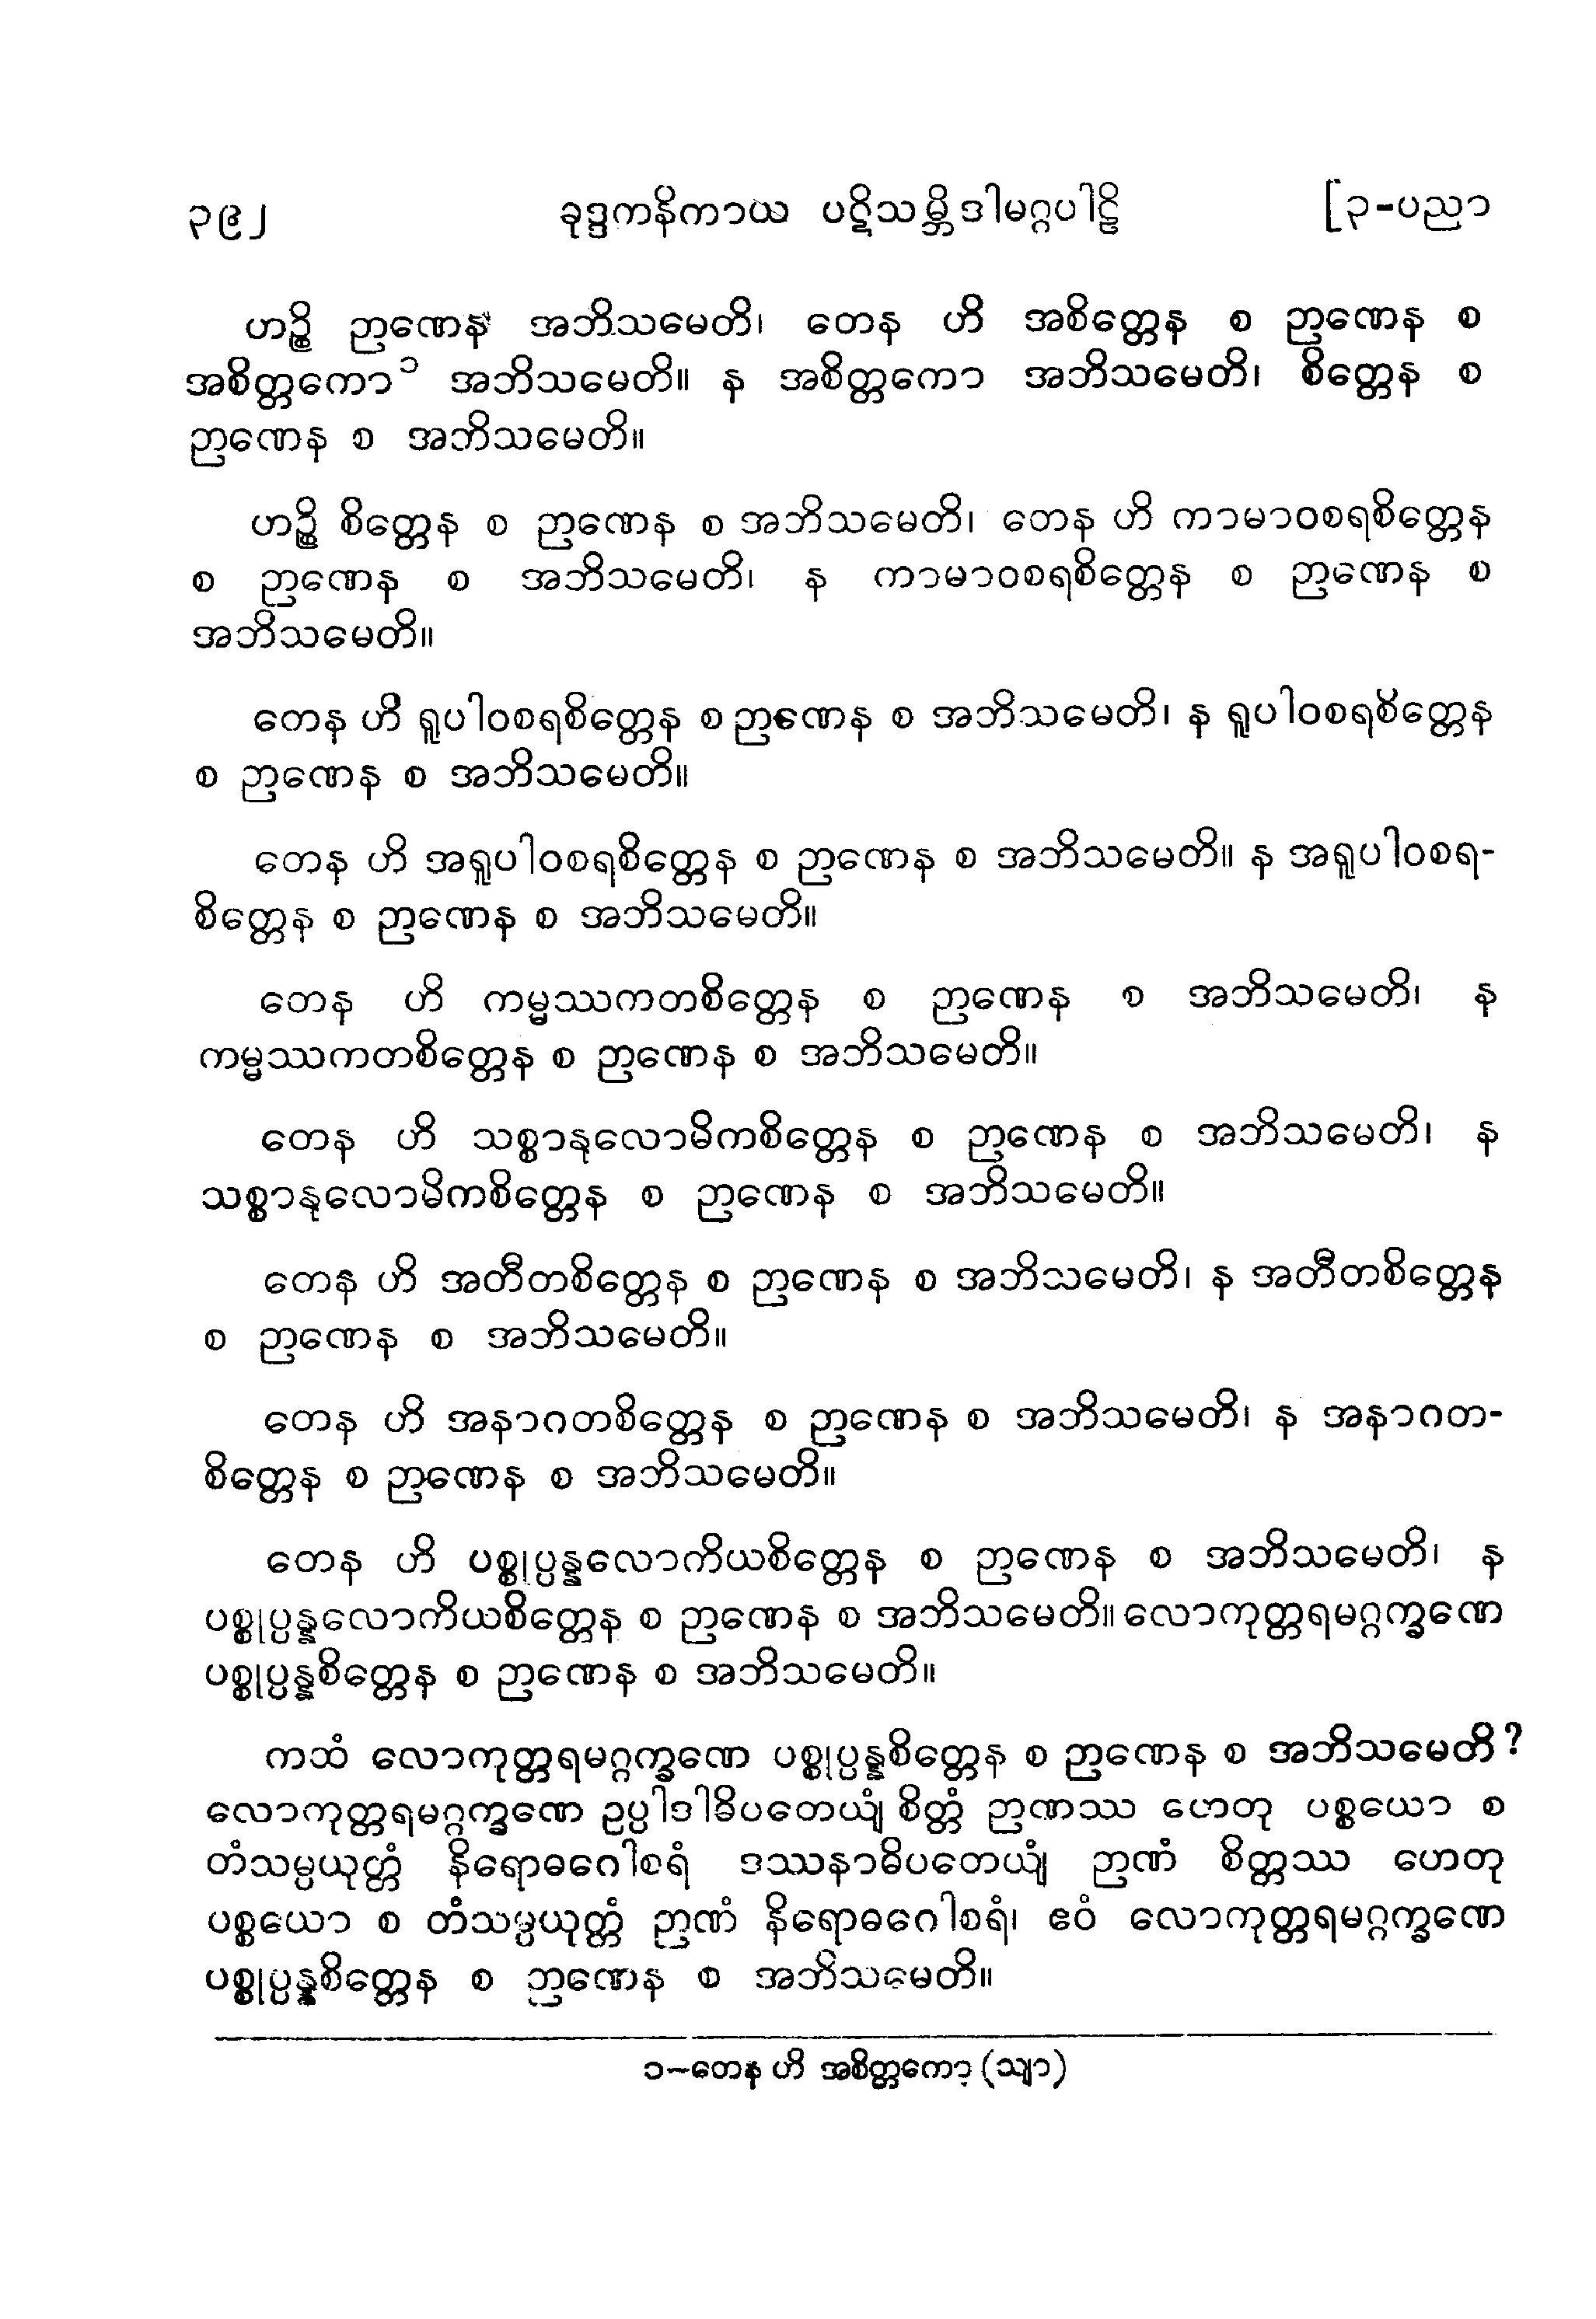 ၃၉၂ ခုဒ္ဒကနိကာယ ပဋိသမ္ဘိဒါမဂ္ဂပါဠိ [၃-ပညာ
ဟဉ္စိ ဉာဏေန အဘိသမေတိ၊ တေန ဟိ အစိတ္တေန စ ဉာဏေန စ
အစိတ္တကော၁ အဘိသမေတိ။ န အစိတ္တကော အဘိသမေတိ၊ စိတ္တေန စ
ဉာဏေန စ အဘိသမေတိ။
ဟဉ္စိ စိတ္တေန စ ဉာဏေန စ အဘိသမေတိ၊ တေန ဟိ ကာမာဝစရစိတ္တေန
စ ဉာဏေန စ အဘိသမေတိ၊ န ကာမာဝစရစိတ္တေန စ ဉာဏေန စ
အဘိသမေတိ။
တေန ဟိ ရူပါဝစရစိတ္တေန စ ဉာဏေန စ အဘိသမေတိ၊ န ရူပါဝစရစိတ္တေန
စ ဉာဏေန စ အဘိသမေတိ။
တေန ဟိ အရူပါဝစရစိတ္တေန စ ဉာဏေန စ အဘိသမေတိ။ န အရူပါဝစရ-
စိတ္တေန စ ဉာဏေန စ အဘိသမေတိ။
တေန ဟိ ကမ္မဿကတစိတ္တေန စ ဉာဏေန စ အဘိသမေတိ၊ န
ကမ္မဿကတစိတ္တေန စ ဉာဏေန စ အဘိသမေတိ။
တေန ဟိ သစ္စာနုလောမိကစိတ္တေန စ ဉာဏေန စ အဘိသမေတိ၊ န
သစ္စာနုလောမိကစိတ္တေန စ ဉာဏေန စ အဘိသမေတိ။
တေန ဟိ အတီတစိတ္တေန စ ဉာဏေန စ အဘိသမေတိ၊ န အတီတစိတ္တေန
စ ဉာဏေန စ အဘိသမေတိ။
တေန ဟိ အနာဂတစိတ္တေန စ ဉာဏေန စ အဘိသမေတိ၊ န အနာဂတ-
စိတ္တေန စ ဉာဏေန စ အဘိသမေတိ။
တေန ဟိ ပစ္စုပ္ပန္နလောကိယစိတ္တေန စ ဉာဏေန စ အဘိသမေတိ၊ န
ပစ္စုပ္ပန္နလောကိယစိတ္တေန စ ဉာဏေန စ အဘိသမေတိ။ လောကုတ္တရမဂ္ဂက္ခဏေ
ပစ္စုပ္ပန္နစိတ္တေန စ ဉာဏေန စ အဘိသမေတိ။
ကထံ လောကုတ္တရမဂ္ဂက္ခဏေ ပစ္စုပ္ပန္နစိတ္တေန စ ဉာဏေန စ အဘိသမေတိ?
လောကုတ္တရမဂ္ဂက္ခဏေ ဥပ္ပါဒါဓိပတေယျံ စိတ္တံ ဉာဏဿ ဟေတု ပစ္စယော စ
တံသမ္ပယုတ္တံ နိရောဓဂေါစရံ ဒဿနာဓိပတေယျံ ဉာဏံ စိတ္တဿ ဟေတု
ပစ္စယော စ တံသမ္ပယုတ္တံ ဉာဏံ နိရောဓဂေါစရံ၊ ဧဝံ လောကုတ္တရမဂ္ဂက္ခဏေ
ပစ္စုပ္ပန္နစိတ္တေန စ ဉာဏေန စ အဘိသမေတိ။
၁-တေန ဟိ အစိတ္တကော (သျာ)